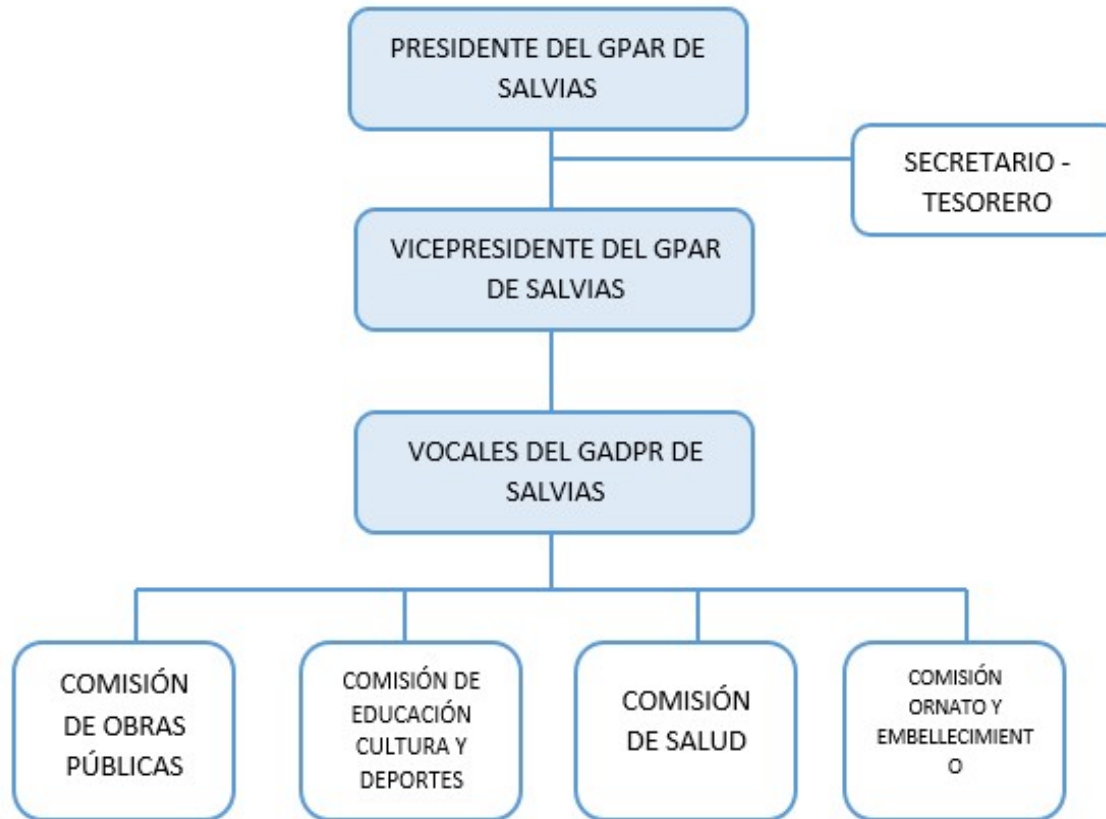 PRESIDENTE DEL GPAR DE
SALVIAS
SECRETARIO -
TESORERO
VICEPRESIDENTE DEL GPAR
DE SALVIAS
VOCALES DEL GADPR DE
SALVIAS
COMISIÓN
DE OBRAS
PÚBLICAS
COMISIÓN DE
EDUCACIÓN
CULTURA Y
DEPORTES
COMISIÓN
DE SALUD
COMISIÓN
ORNATO Y
EMBELLECIMIENT
O